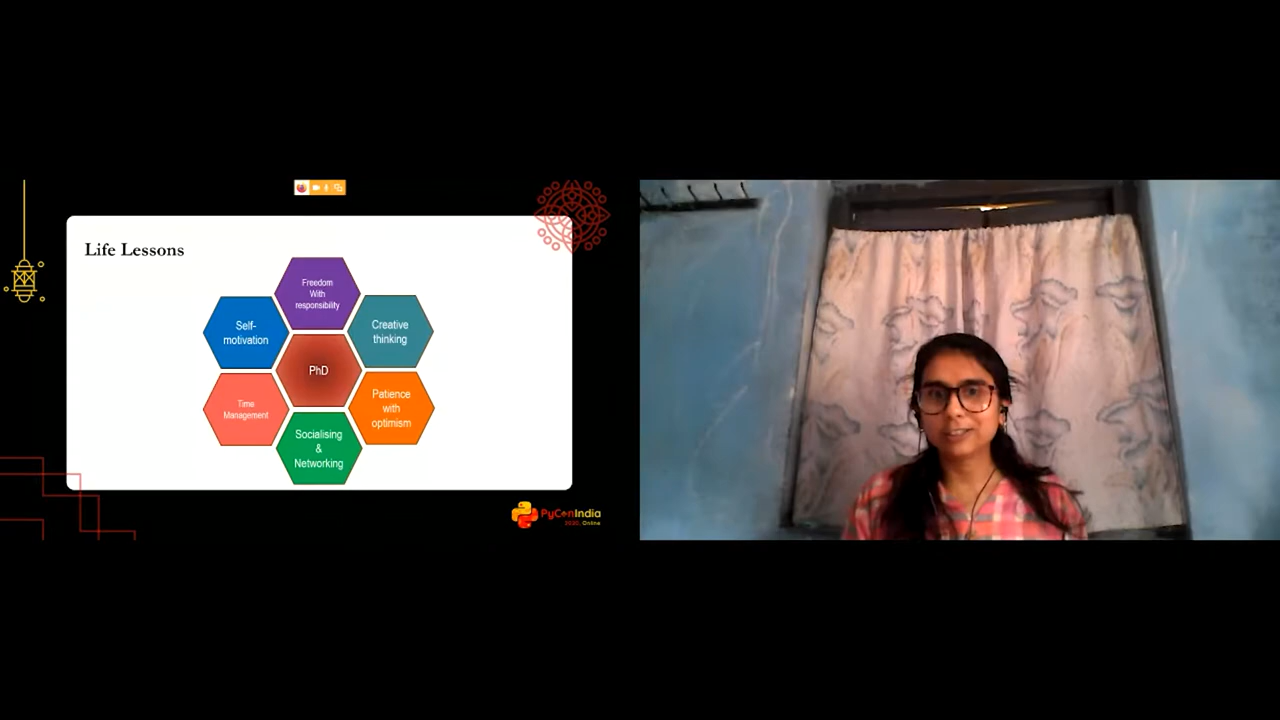 Life Lessons
Freedom
With
responsibility
Self-
motivation
Creative
thinking
PhD
Time
Management
Patience
with
optimism
Socialising
&
Networking
PyConIndia
2020, Online